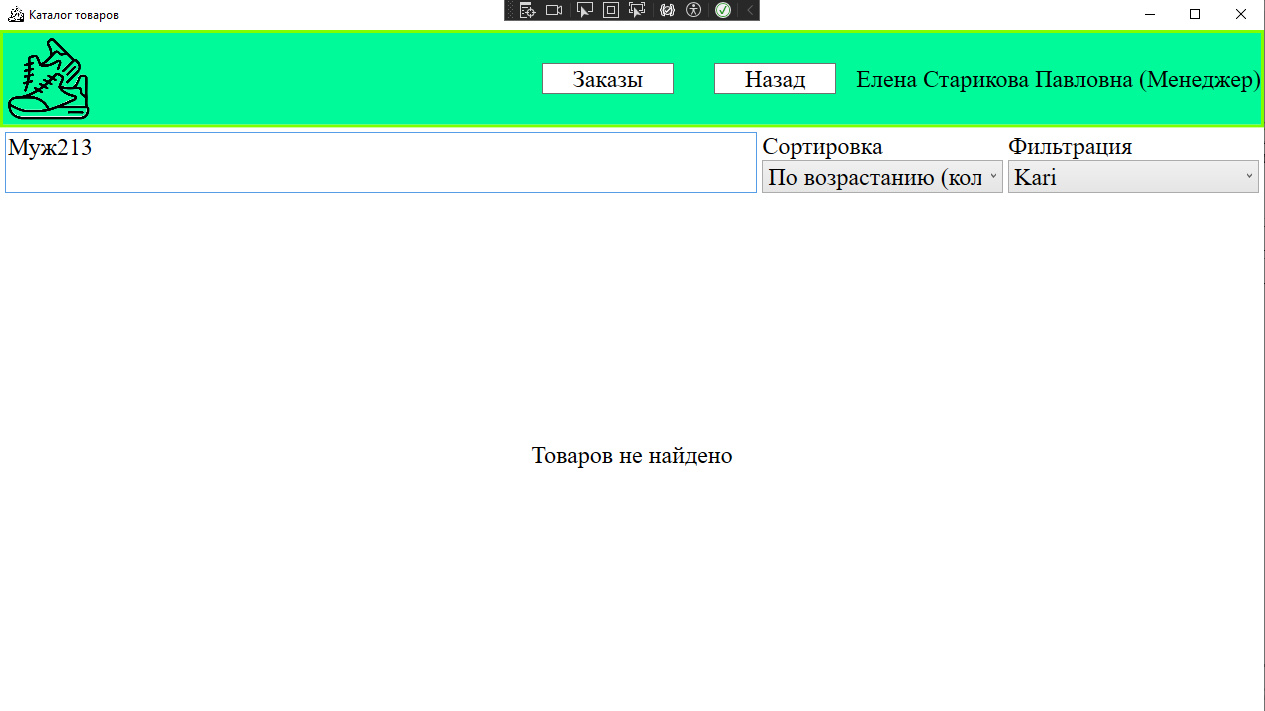 Каталог товаров
Заказы
Назад
Елена Старикова Павловна (Менеджер)
Муж213
Сортировка
Фильтрация
По возрастанию (кол
Kari
Товаров не найдено